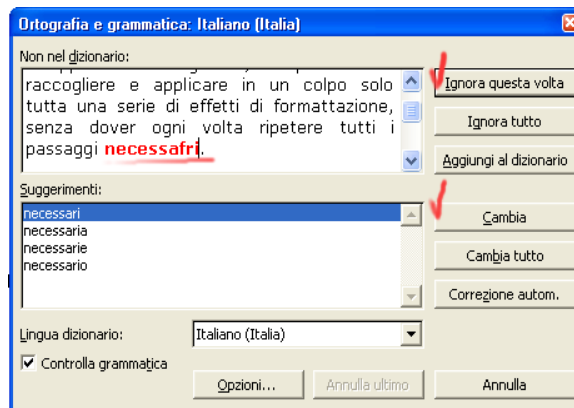 Ortografia e grammatica: Italiano (Italia)
Non nel dizionario:
raccogliere e applicare in un colpo solo
tutta una serie di effetti di formattazione,
senza dover ogni volta ripetere tutti i
passaggi necessafri.
Ignora questa volta
Ignora tutto
Aggiungi al dizionario
Suggerimenti:
necessari
necessaria
necessarie
necessario
Cambia
Cambia tutto
Correzione autom.
Lingua dizionario:
Italiano (Italia)
Controlla grammatica
Opzioni...
Annulla ultimo
Annulla